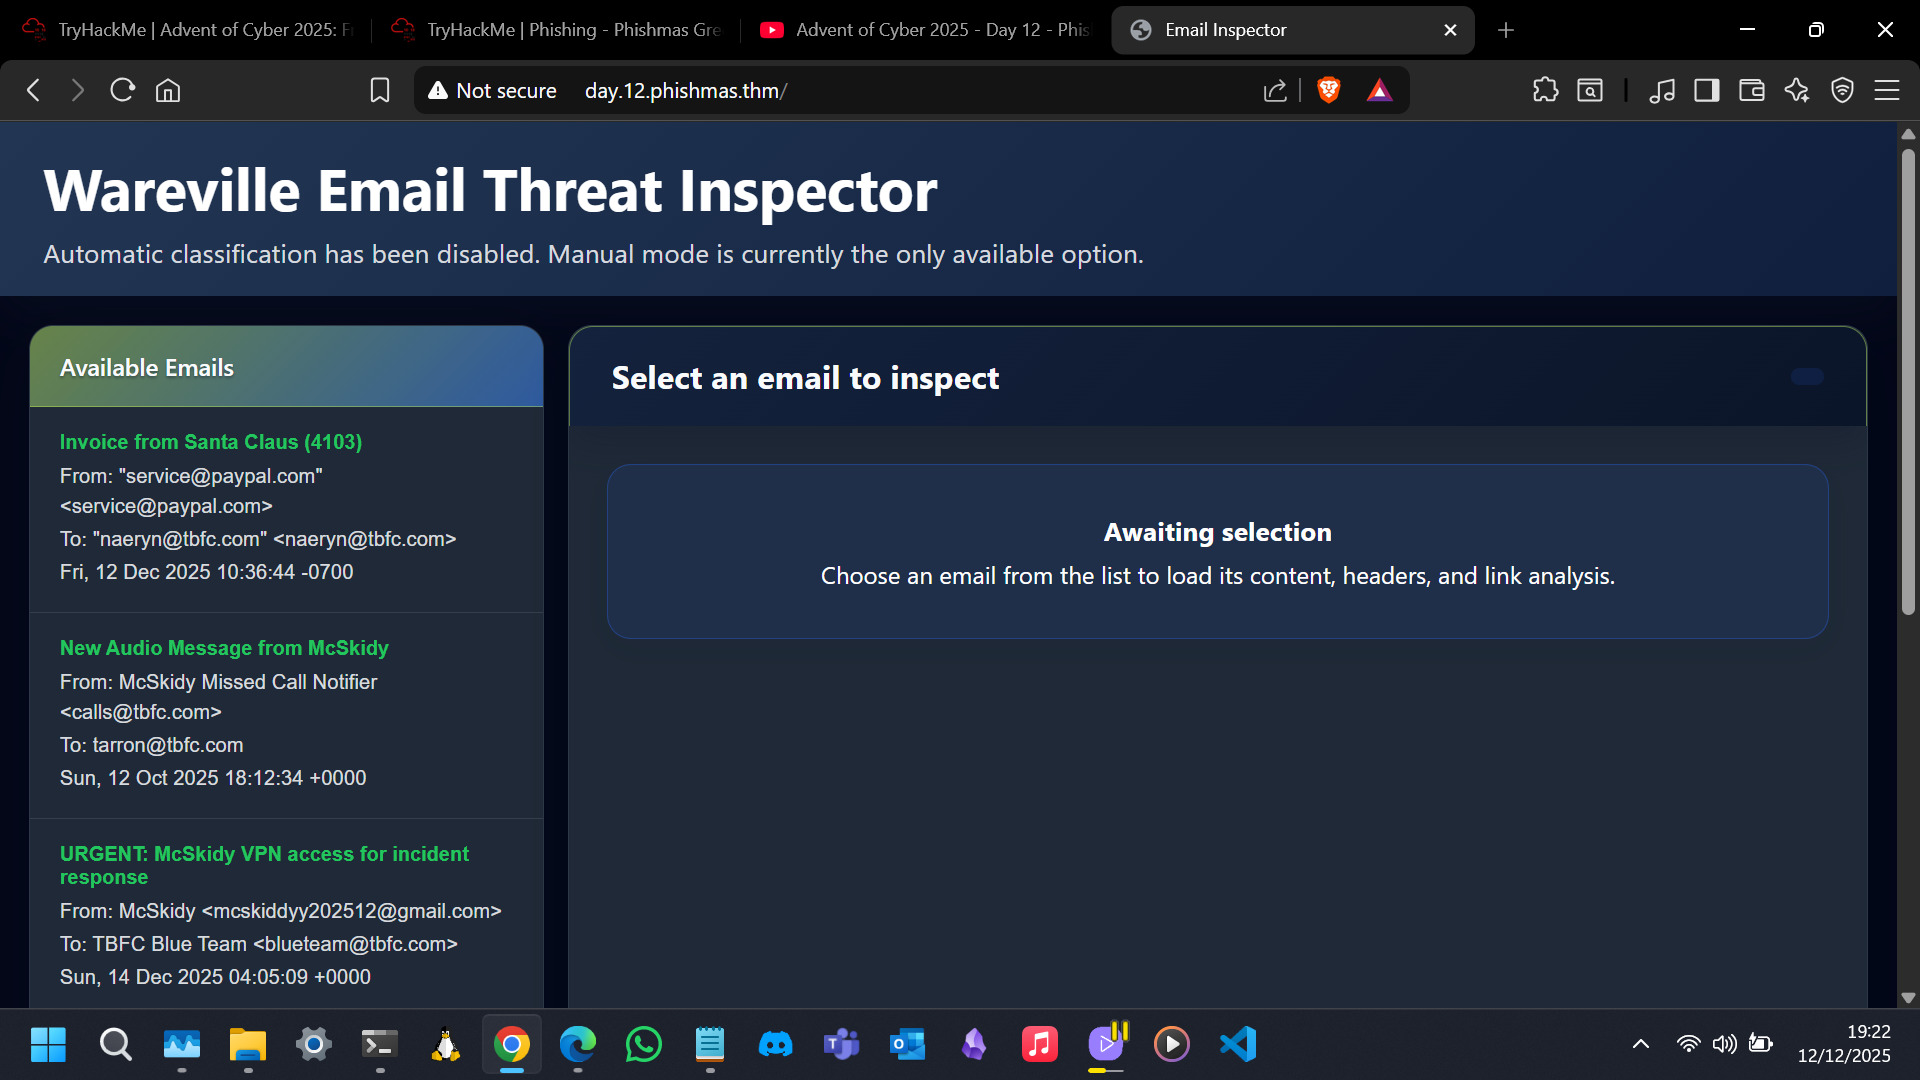 TryHackMe | Advent of Cyber 2025: F
TryHackMe | Phishing - Phishmas Gre
Advent of Cyber 2025 - Day 12 - Phis
Email Inspector
Not secure
day.12.phishmas.thm/
Wareville Email Threat Inspector
Automatic classification has been disabled. Manual mode is currently the only available option.
Available Emails
Invoice from Santa Claus (4103)
From: "service@paypal.com"
<service@paypal.com>
To: "naeryn@tbfc.com" <naeryn@tbfc.com>
Fri, 12 Dec 2025 10:36:44 -0700
New Audio Message from McSkidy
From: McSkidy Missed Call Notifier
<calls@tbfc.com>
To: tarron@tbfc.com
Sun, 12 Oct 2025 18:12:34 +0000
URGENT: McSkidy VPN access for incident
response
From: McSkidy <mcskiddyy202512@gmail.com>
To: TBFC Blue Team <blueteam@tbfc.com>
Sun, 14 Dec 2025 04:05:09 +0000
Select an email to inspect
Awaiting selection
Choose an email from the list to load its content, headers, and link analysis.
19:22
12/12/2025